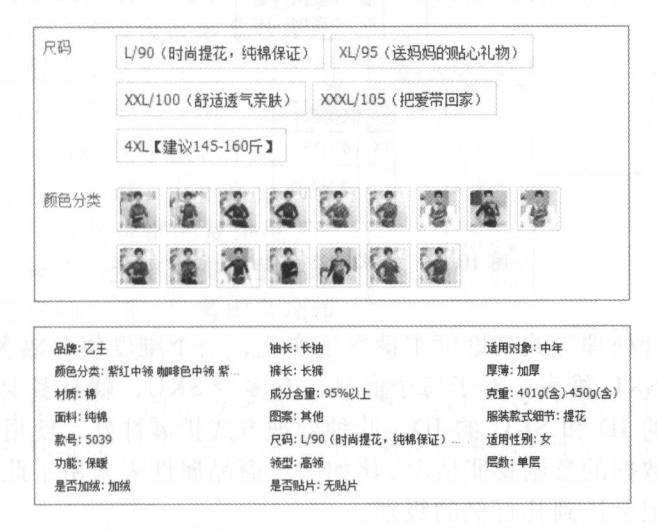 尺码
L/90（时尚提花，纯棉保证）
XL/95（送妈妈的贴心礼物）
XXL/100（舒适透气亲肤）
XXXL/105（把爱带回家）
4XL【建议145-160斤】
颜色分类
品牌: 乙王 袖长: 长袖 适用对象: 中年
颜色分类: 紫红中领 咖啡色中领 紫... 裤长: 长裤 厚薄: 加厚
材质: 棉 成分含量: 95%以上 克重: 401g(含)-450g(含)
面料: 纯棉 图案: 其他 服装款式细节: 提花
款号: 5039 尺码: L/90（时尚提花，纯棉保证）... 适用性别: 女
功能: 保暖 领型: 高领 层数: 单层
是否加绒: 加绒 是否贴片: 无贴片